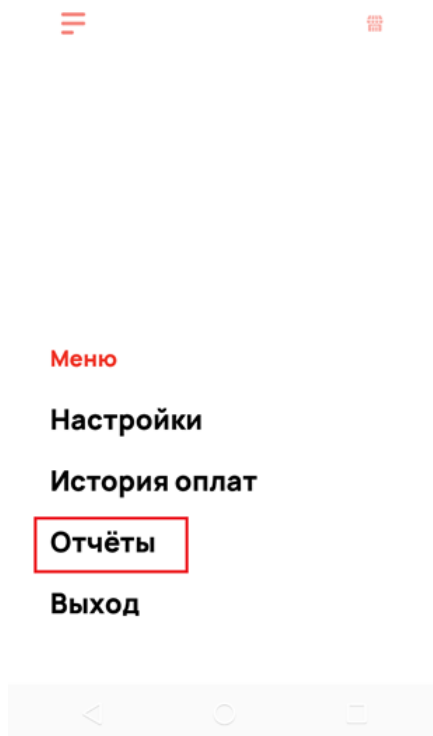 Меню
Настройки
История оплат
Отчёты
Выход